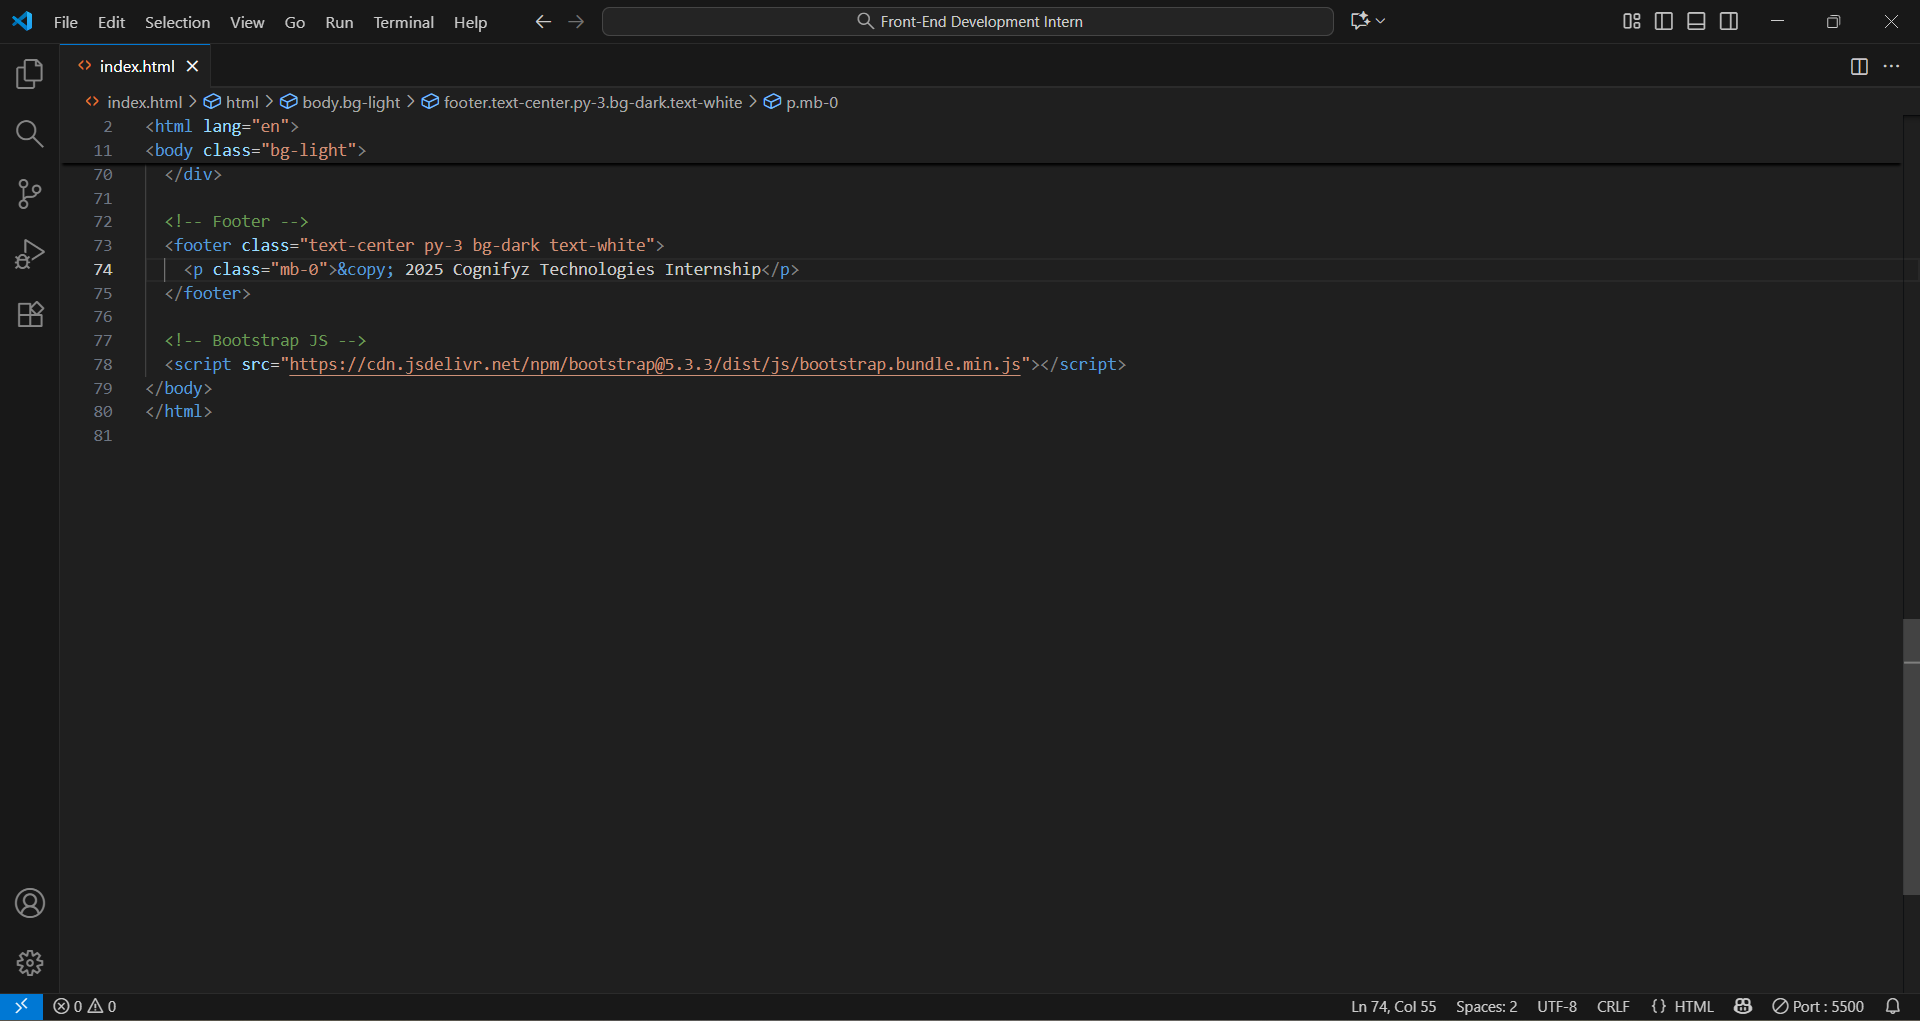 File Edit Selection View Go Run Terminal Help Front-End Development Intern
index.html
index.html > html > body.bg-light > footer.text-center.py-3.bg-dark.text-white > p.mb-0
2 <html lang="en">
11 <body class="bg-light">
70 </div>
71
72 <!-- Footer -->
73 <footer class="text-center py-3 bg-dark text-white">
74 <p class="mb-0">&copy; 2025 Cognifyz Technologies Internship</p>
75 </footer>
76
77 <!-- Bootstrap JS -->
78 <script src="https://cdn.jsdelivr.net/npm/bootstrap@5.3.3/dist/js/bootstrap.bundle.min.js"></script>
79 </body>
80 </html>
81
0 0 Ln 74, Col 55 Spaces: 2 UTF-8 CRLF {} HTML Port : 5500